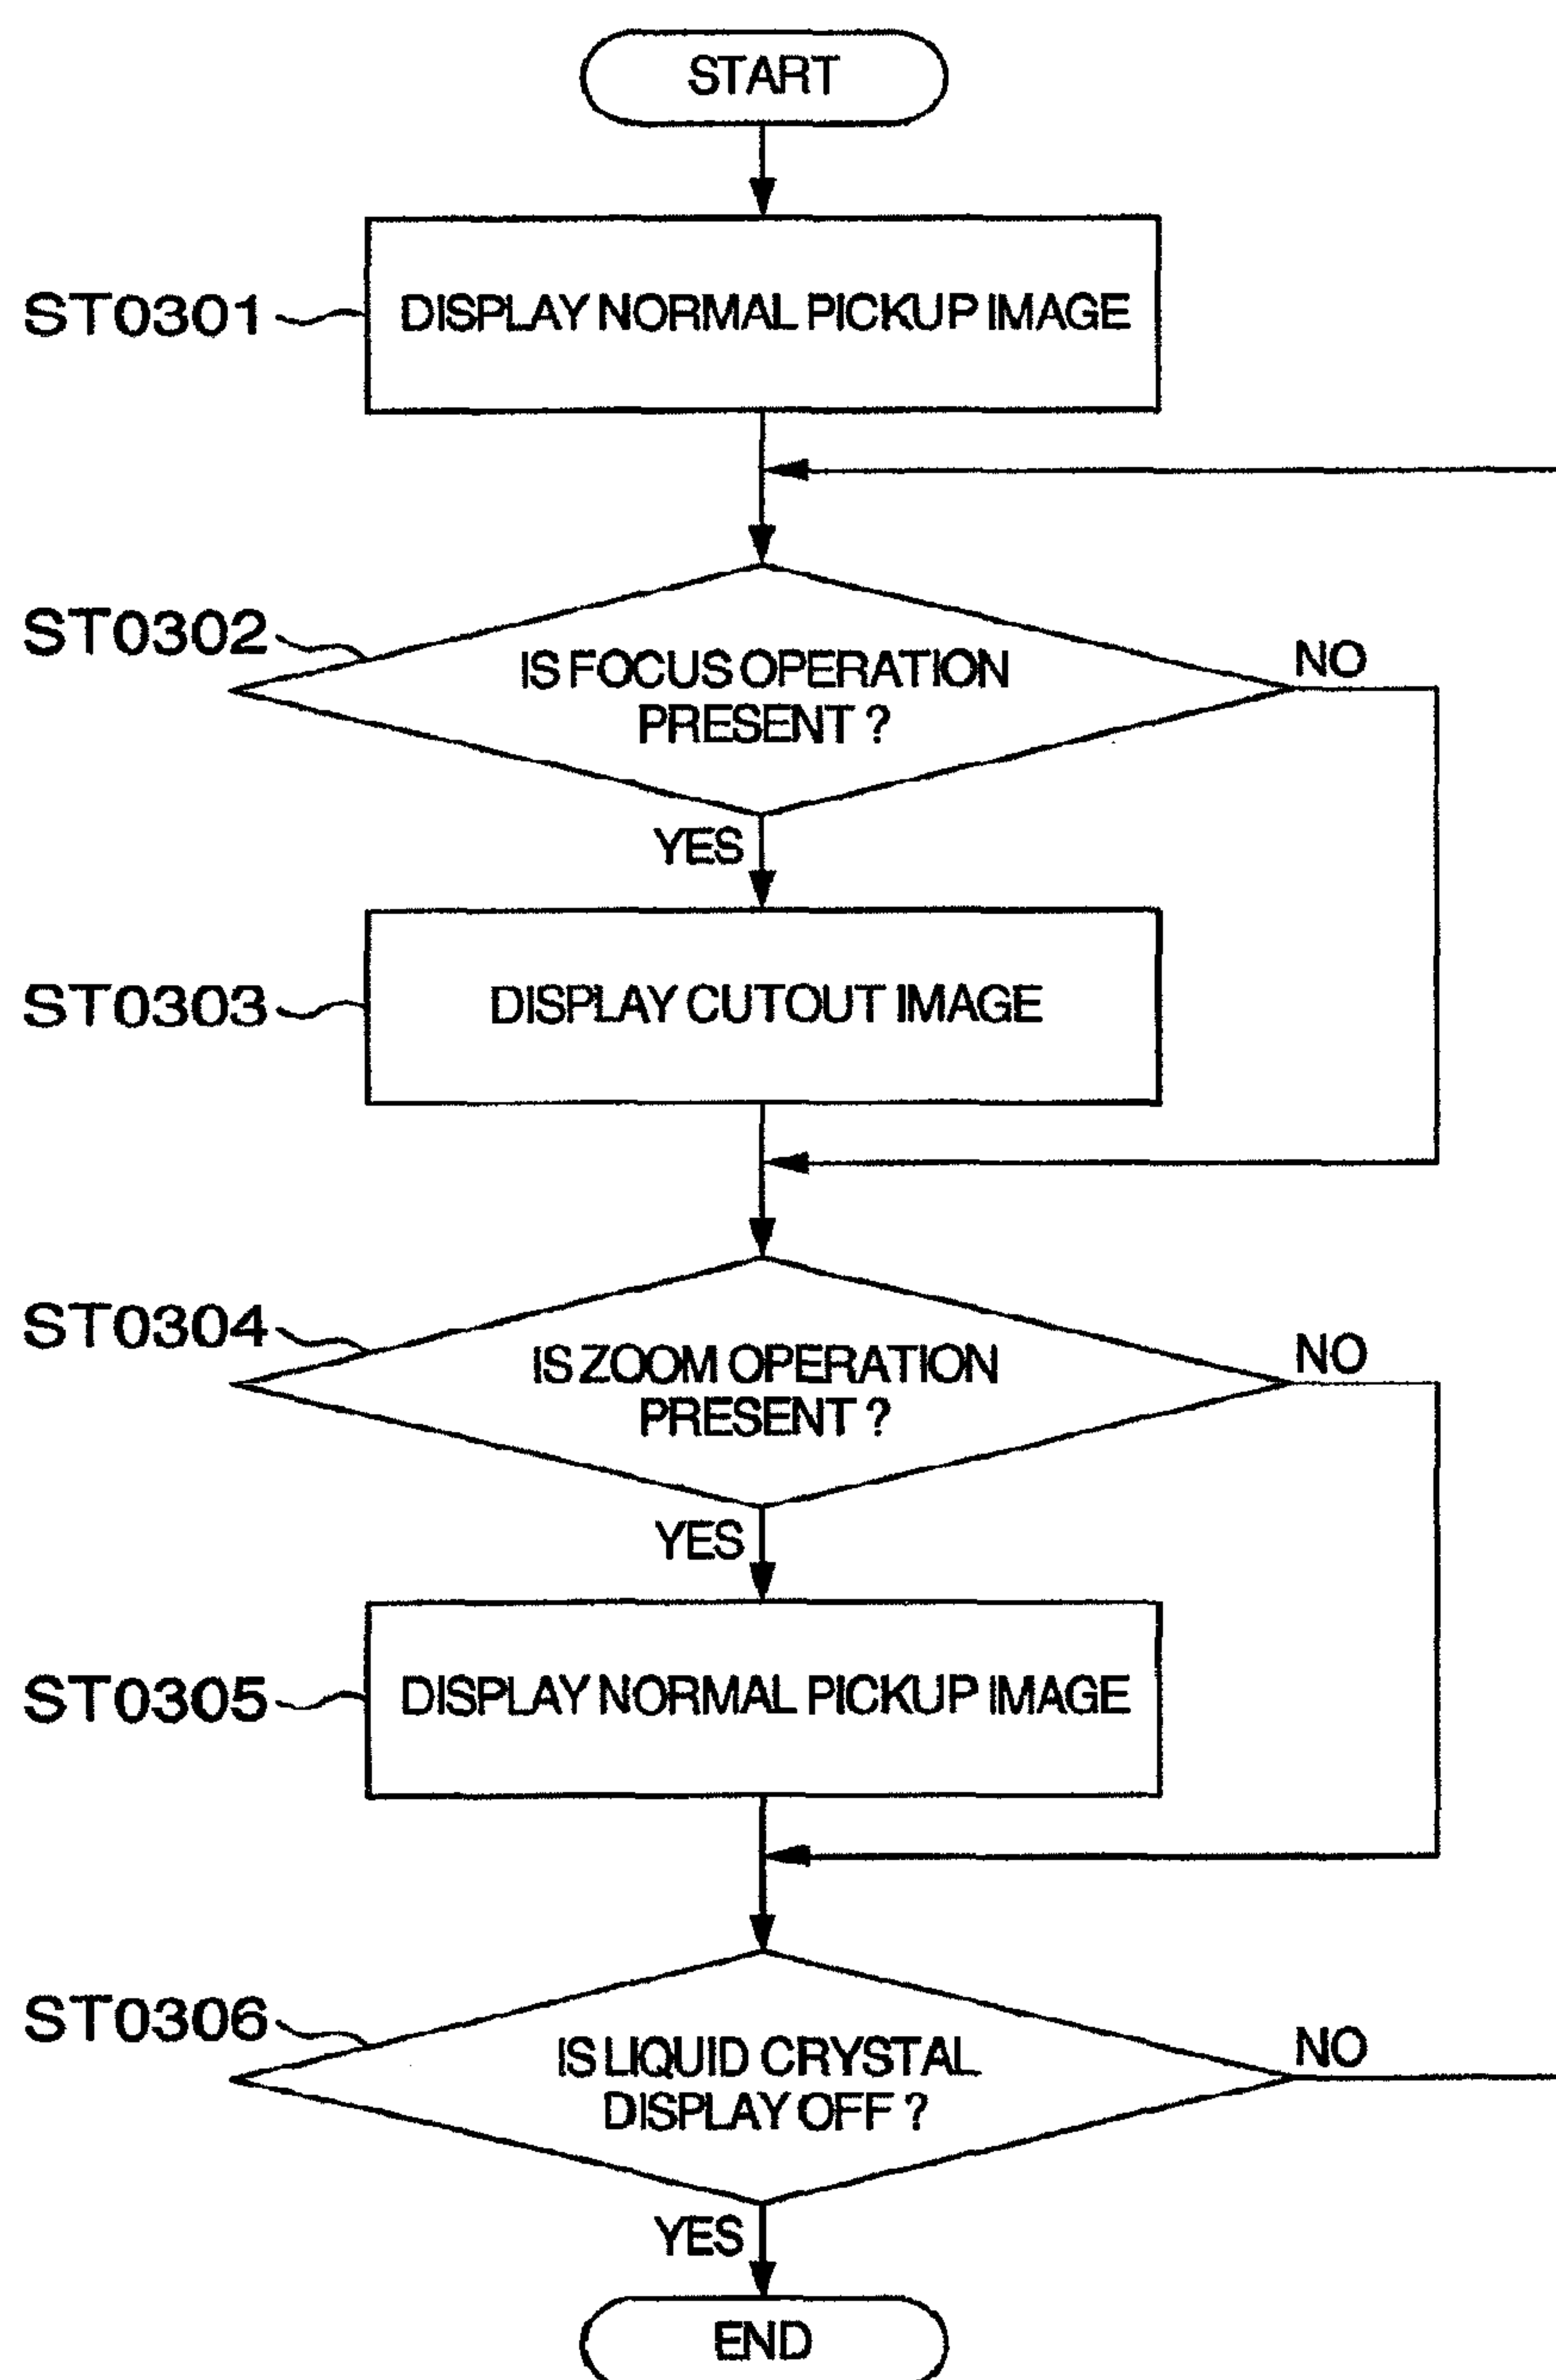 START
ST0301
DISPLAY NORMAL PICKUP IMAGE
ST0302
IS FOCUS OPERATION
PRESENT ?
NO
YES
ST0303
DISPLAY CUTOUT IMAGE
ST0304
IS ZOOM OPERATION
PRESENT ?
NO
YES
ST0305
DISPLAY NORMAL PICKUP IMAGE
ST0306
IS LIQUID CRYSTAL
DISPLAY OFF ?
NO
YES
END